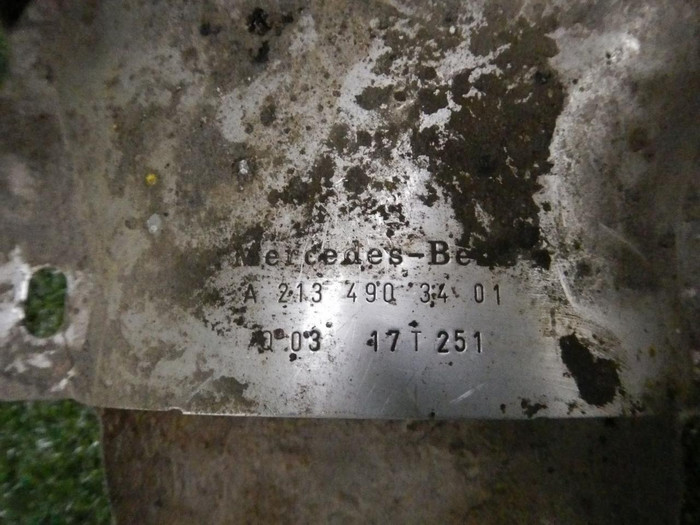 Mercedes-Be
A 213 490 34 01
Q 03 17 T 251